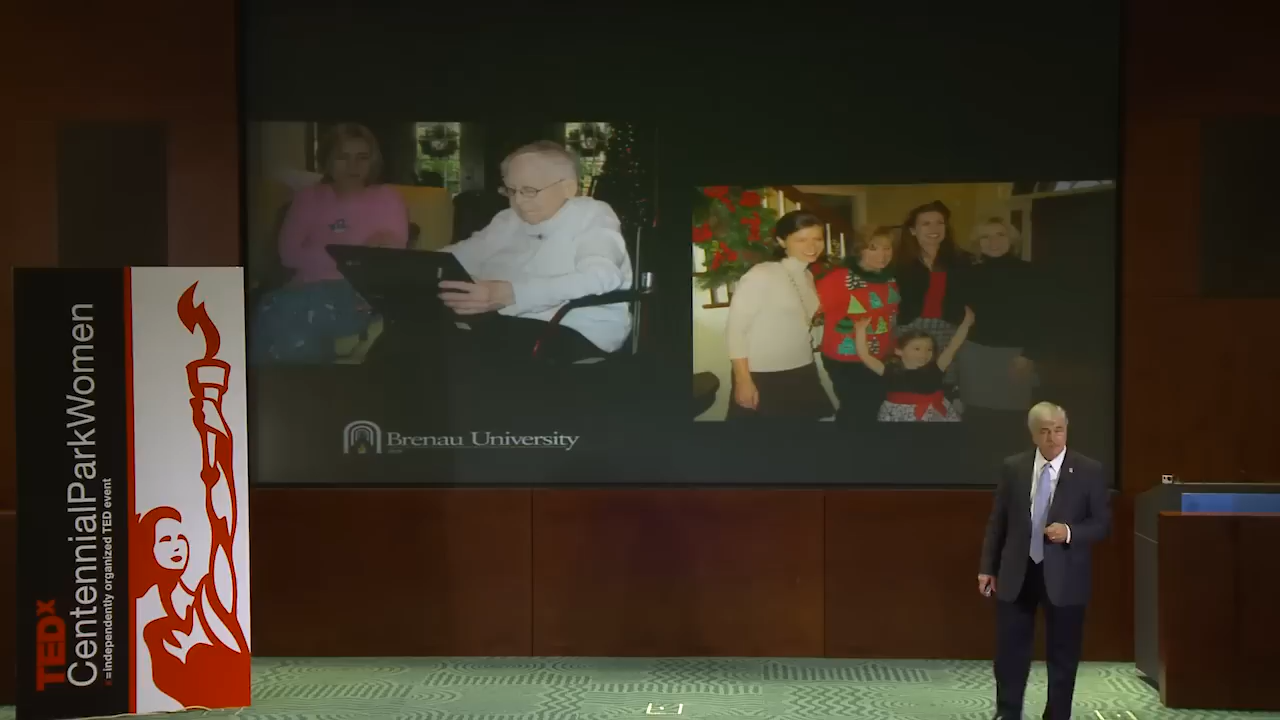 TEDx
CentennialParkWomen
x=independently organized TED event
Brenau University